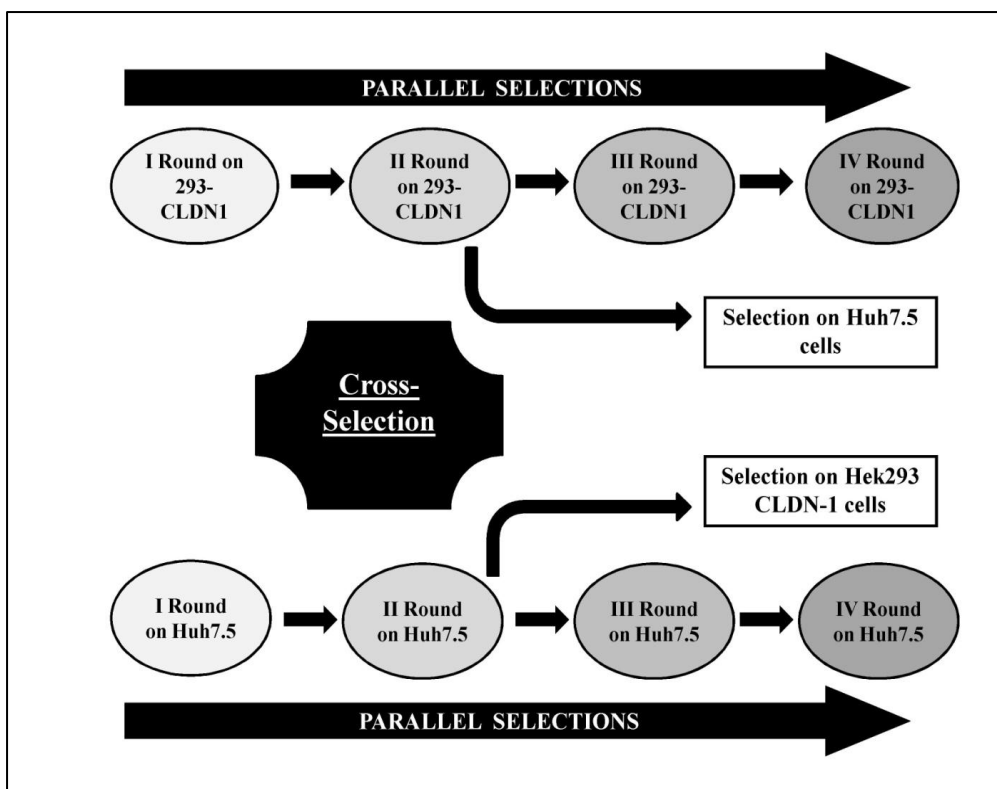 PARALLEL SELECTIONS
I Round on
293-
CLDN1
II Round
on 293-
CLDN1
III Round
on 293-
CLDN1
IV Round
on 293-
CLDN1
Selection on Huh7.5
cells
Cross-
Selection
Selection on Hek293
CLDN-1 cells
I Round
on Huh7.5
II Round
on Huh7.5
III Round
on Huh7.5
IV Round
on Huh7.5
PARALLEL SELECTIONS